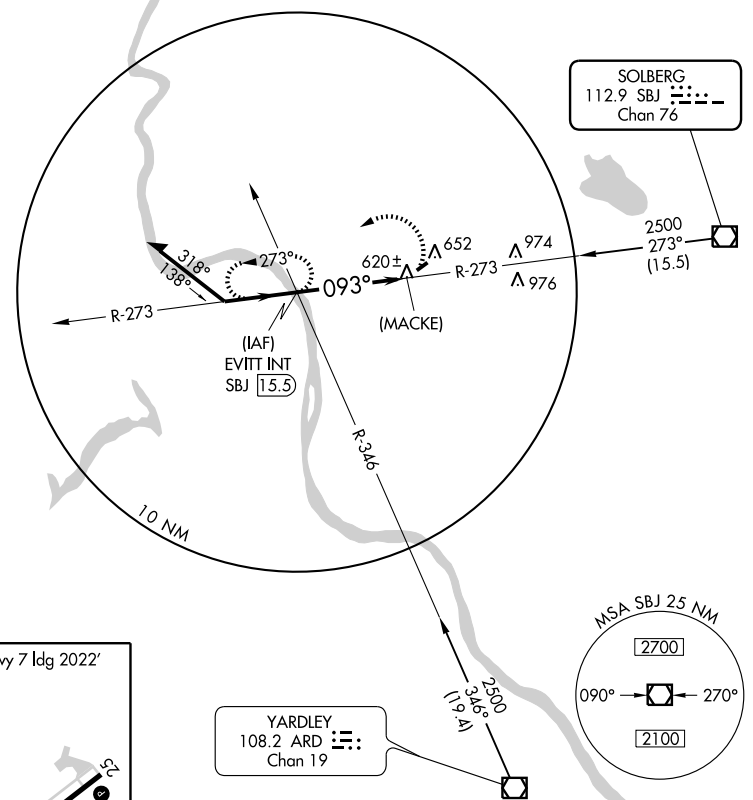 SOLBERG
112.9 SBJ
Chan 76
2500
273°
(15.5)
974
652
620±
R-273
976
318°
138°
273°
093°
(MACKE)
R-273
(IAF)
EVITT INT
SBJ 15.5
R-346
10 NM
MSA SBJ 25 NM
2700
090°
270°
2100
wy 7 ldg 2022'
25
P
2500
346°
(19.4)
YARDLEY
108.2 ARD
Chan 19